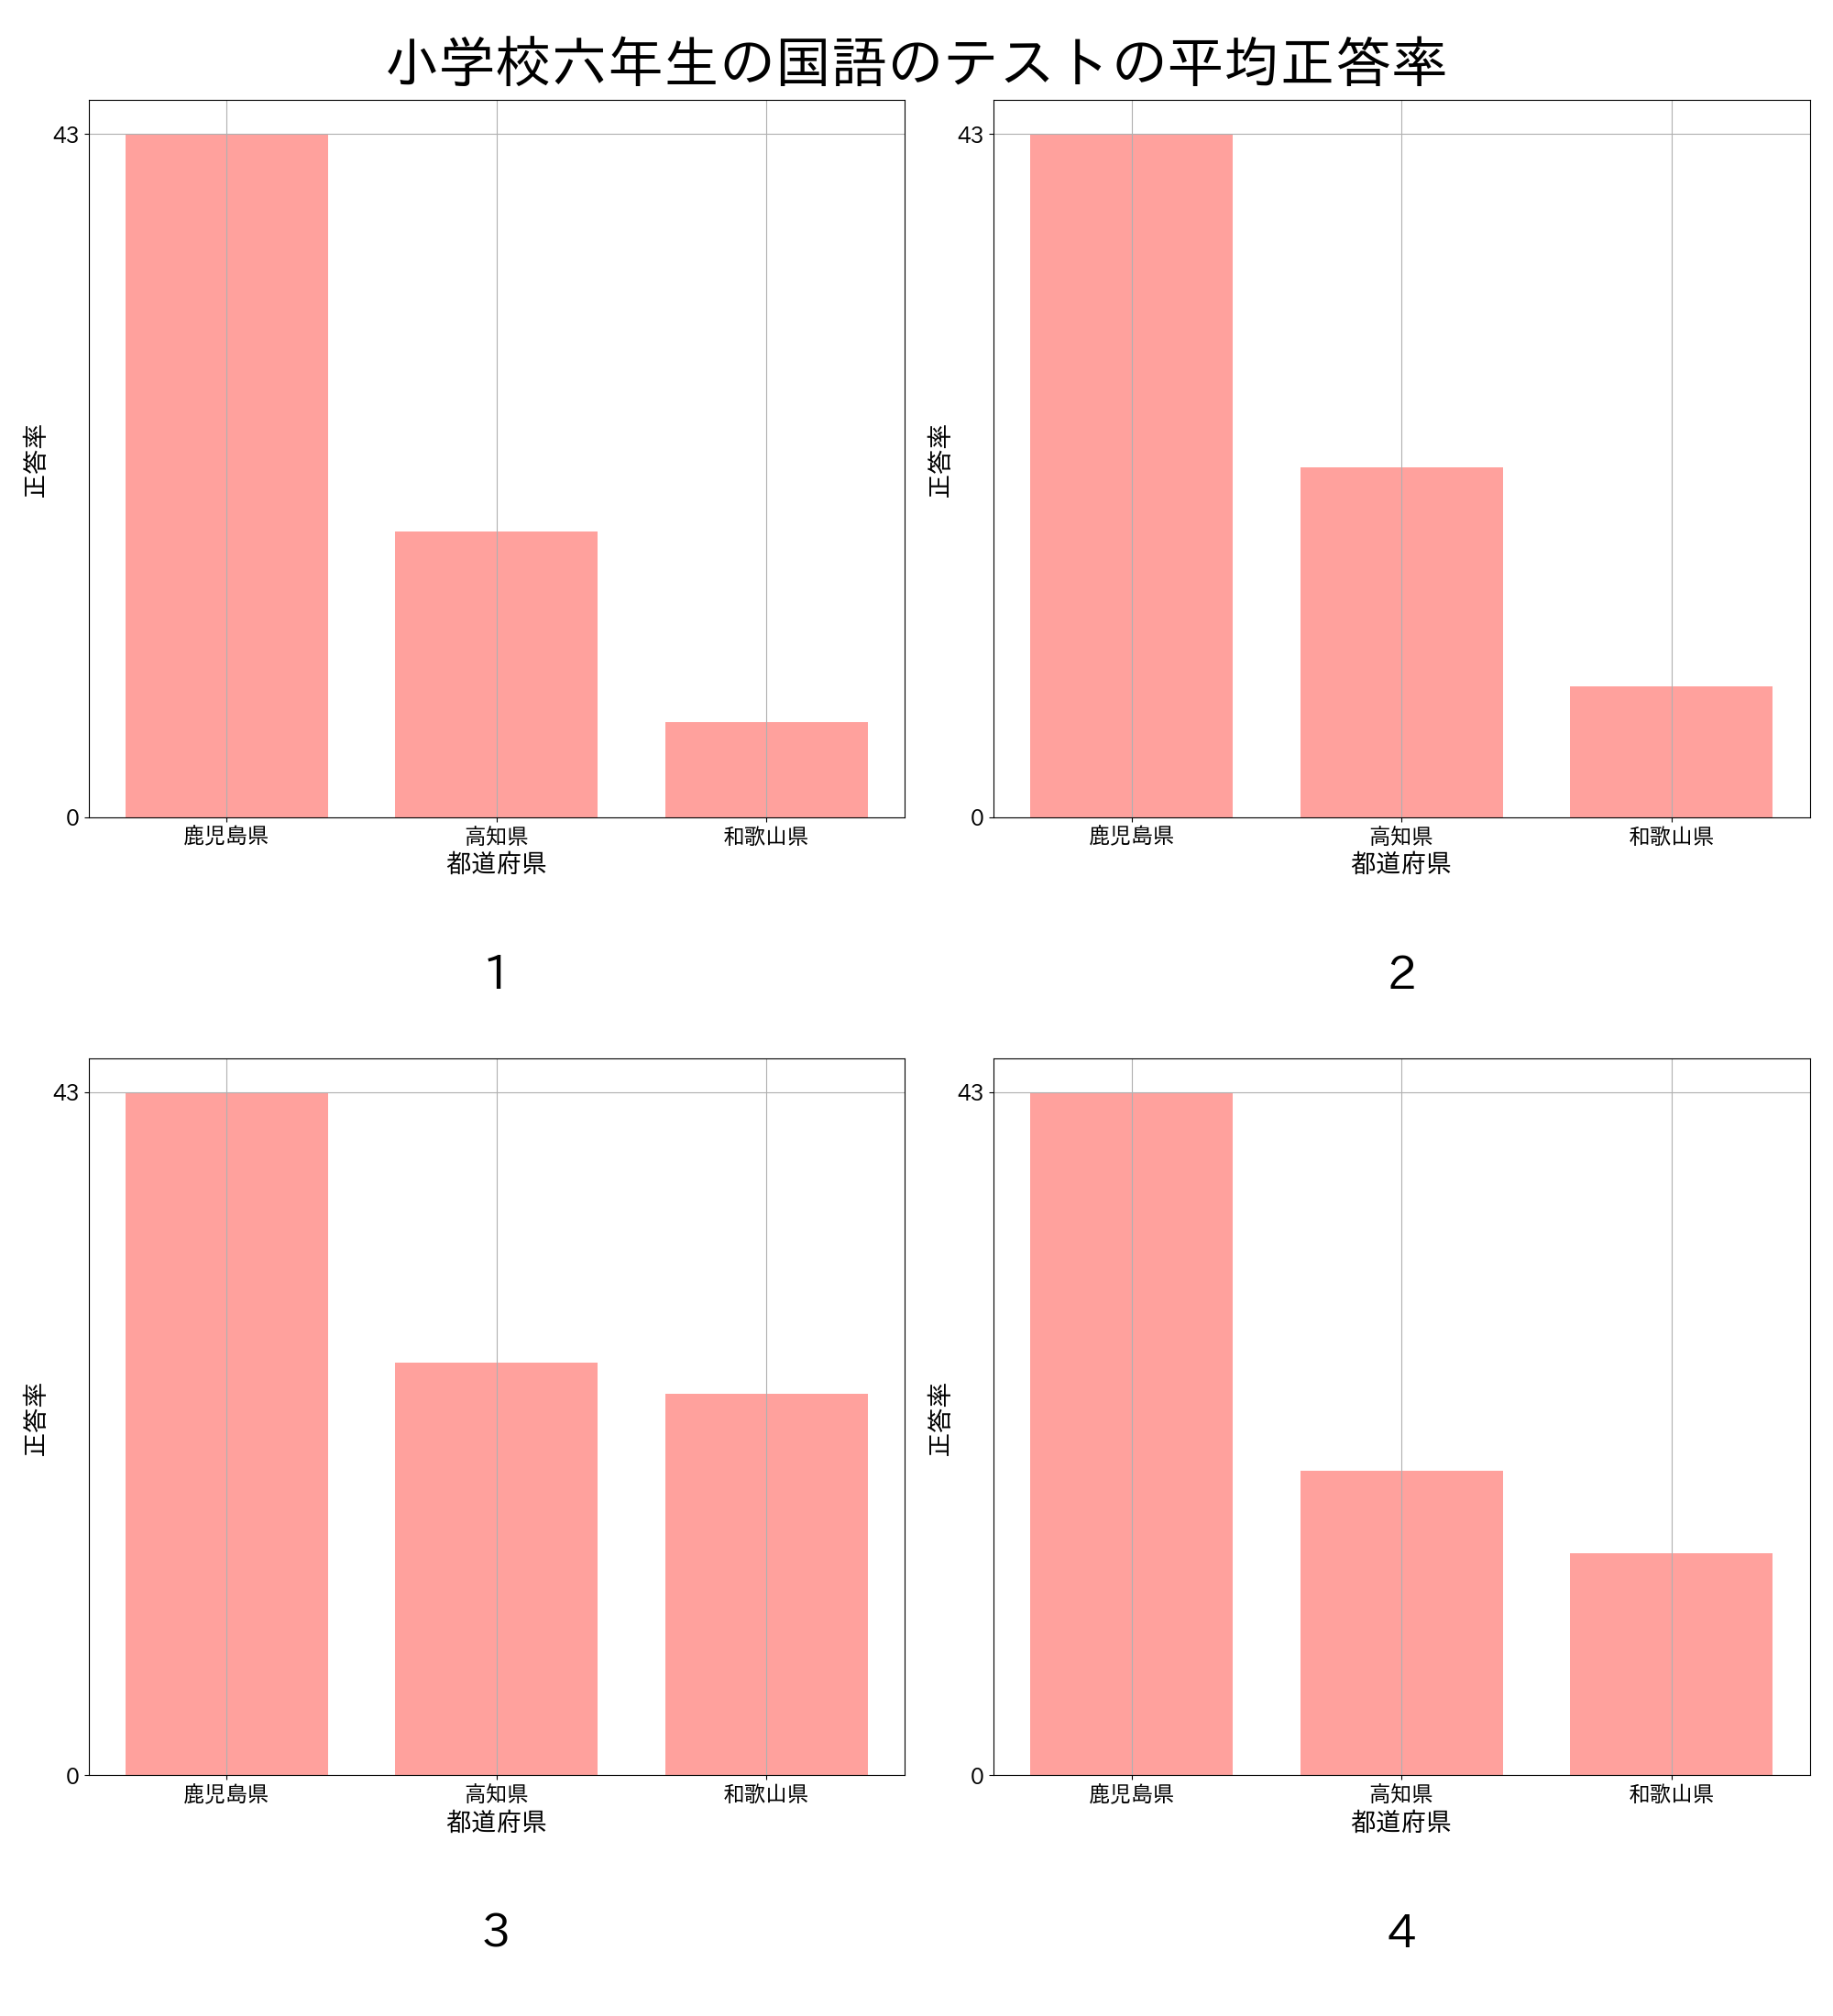 小学校六年生の国語のテストの平均正答率
43
正答率
0
鹿児島県 高知県 和歌山県
都道府県
1
43
正答率
0
鹿児島県 高知県 和歌山県
都道府県
2
43
正答率
0
鹿児島県 高知県 和歌山県
都道府県
3
43
正答率
0
鹿児島県 高知県 和歌山県
都道府県
4